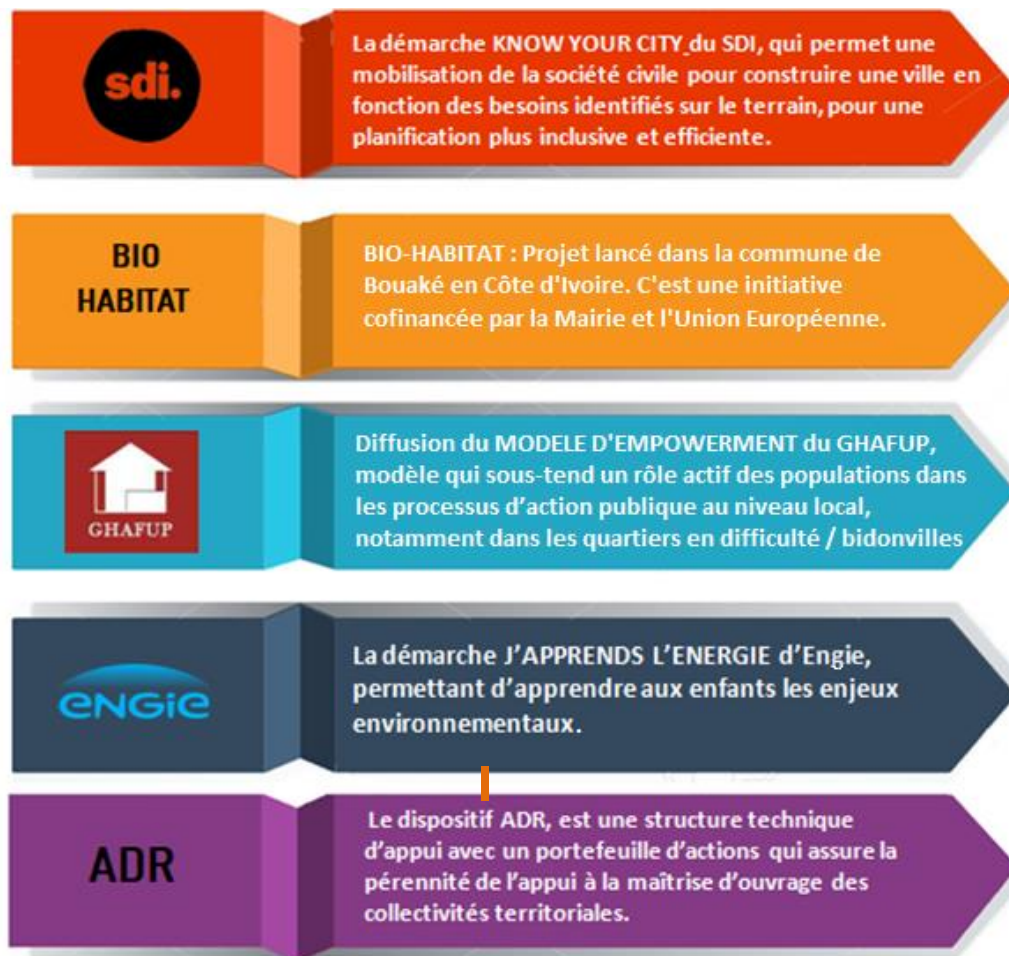 sdi.
La démarche KNOW YOUR CITY du SDI, qui permet une
mobilisation de la société civile pour construire une ville en
fonction des besoins identifiés sur le terrain, pour une
planification plus inclusive et efficiente.
BIO
HABITAT
BIO-HABITAT : Projet lancé dans la commune de
Bouaké en Côte d'Ivoire. C'est une initiative
cofinancée par la Mairie et l'Union Européenne.
GHAFUP
Diffusion du MODELE D'EMPOWERMENT du GHAFUP,
modèle qui sous-tend un rôle actif des populations dans
les processus d’action publique au niveau local,
notamment dans les quartiers en difficulté / bidonvilles
ENGIE
La démarche J’APPRENDS L’ENERGIE d’Engie,
permettant d’apprendre aux enfants les enjeux
environnementaux.
ADR
Le dispositif ADR, est une structure technique
d’appui avec un portefeuille d’actions qui assure la
pérennité de l’appui à la maîtrise d’ouvrage des
collectivités territoriales.